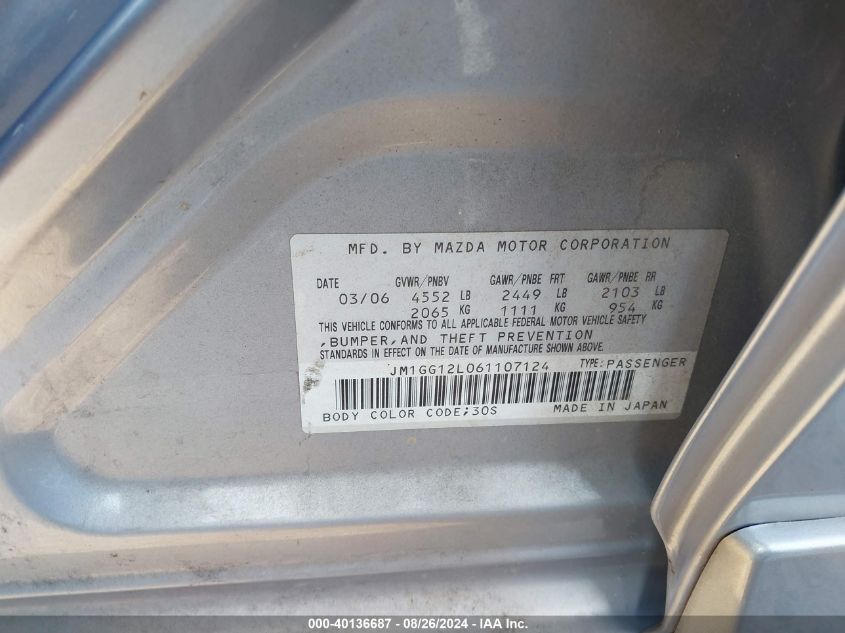 MFD. BY MAZDA MOTOR CORPORATION
DATE GVWR/PNBV GAWR/PNBE FRT GAWR/PNBE RR
03/06 4552 LB 2449 LB 2103 LB
2065 KG 1111 KG 954 KG
THIS VEHICLE CONFORMS TO ALL APPLICABLE FEDERAL MOTOR VEHICLE SAFETY
,BUMPER,AND THEFT PREVENTION
STANDARDS IN EFFECT ON THE DATE OF MANUFACTURE SHOWN ABOVE.
JM1GG12L061107124 TYPE:PASSENGER
BODY COLOR CODE;30S MADE IN JAPAN
000-40136687 - 08/26/2024 - IAA Inc.